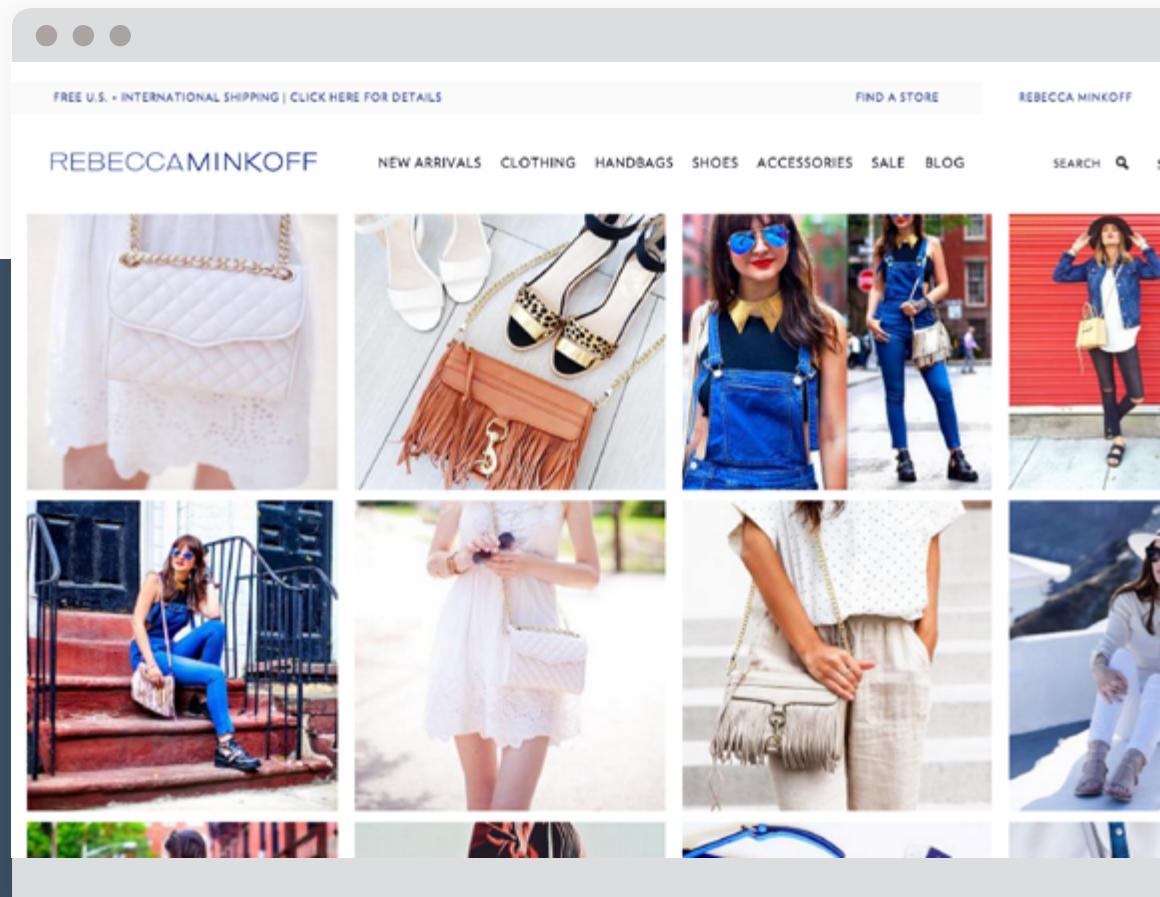 FREE U.S. + INTERNATIONAL SHIPPING | CLICK HERE FOR DETAILS
FIND A STORE
REBECCA MINKOFF
REBECCAMINKOFF
NEW ARRIVALS
CLOTHING
HANDBAGS
SHOES
ACCESSORIES
SALE
BLOG
SEARCH